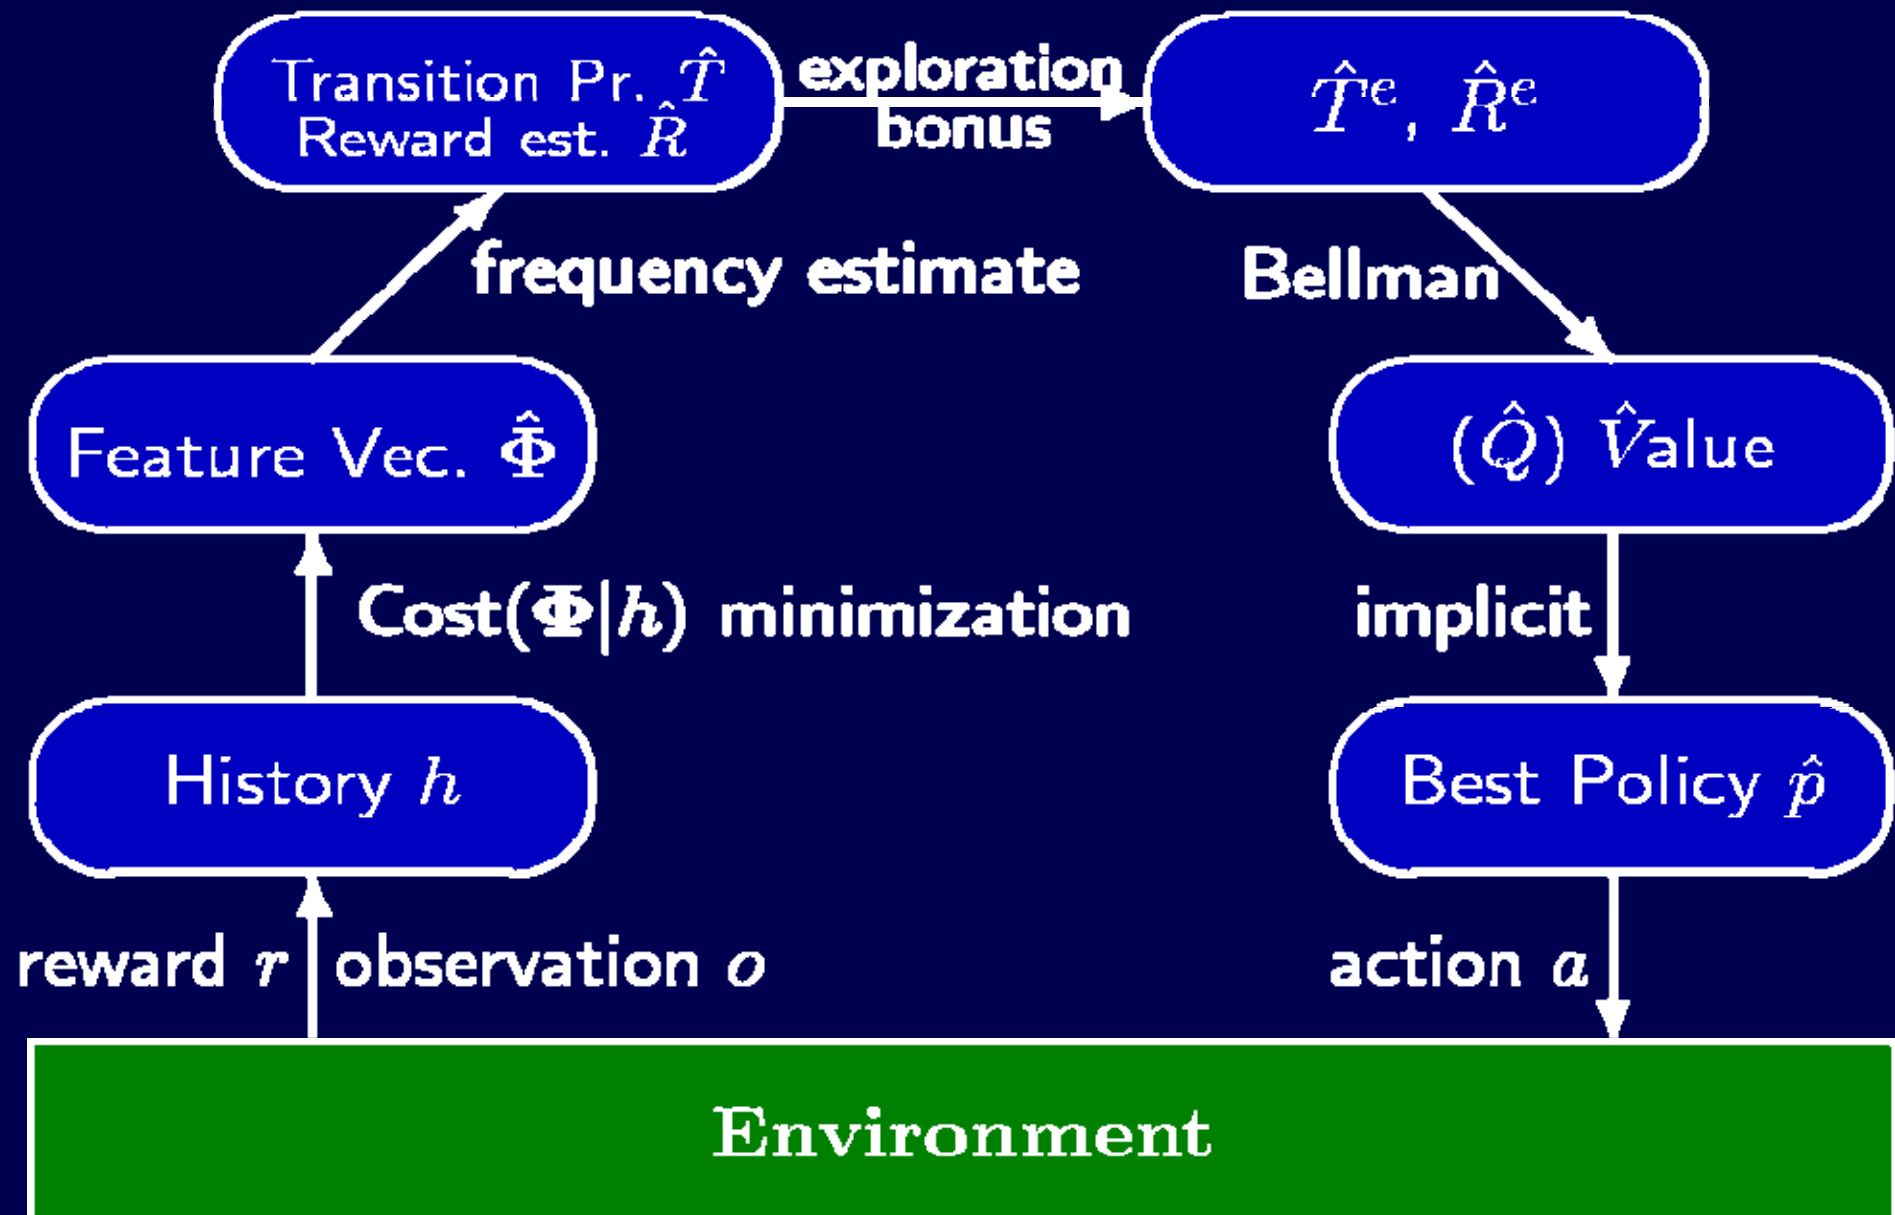 Transition Pr. T̂
Reward est. R̂
exploration
bonus
T̂ᵉ, R̂ᵉ
frequency estimate
Bellman
Feature Vec. Φ̂
(Q̂) V̂alue
Cost(Φ|h) minimization
implicit
History h
Best Policy p̂
reward r
observation o
action a
Environment